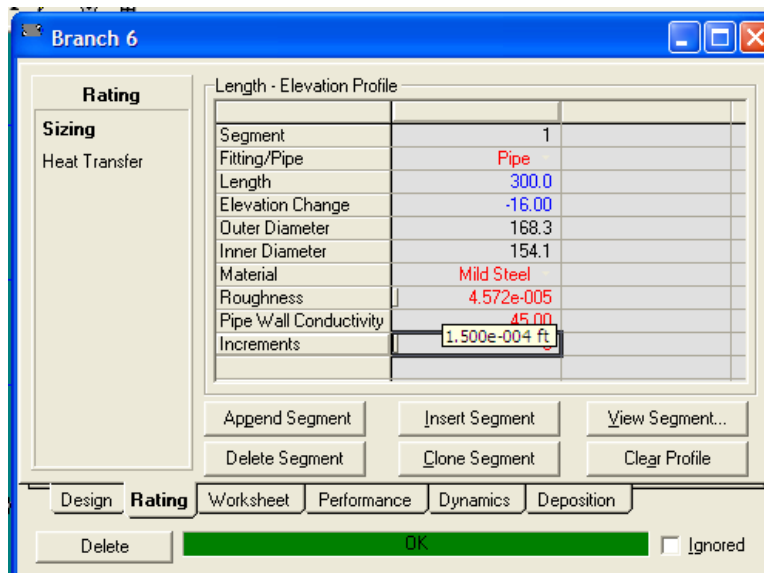 Branch 6
Rating
Sizing
Heat Transfer
Length - Elevation Profile
Segment 1
Fitting/Pipe Pipe
Length 300.0
Elevation Change -16.00
Outer Diameter 168.3
Inner Diameter 154.1
Material Mild Steel
Roughness 4.572e-005
Pipe Wall Conductivity 45.00
1.500e-004 ft
Increments
Append Segment Insert Segment View Segment...
Delete Segment Clone Segment Clear Profile
Design Rating Worksheet Performance Dynamics Deposition
Delete OK Ignored